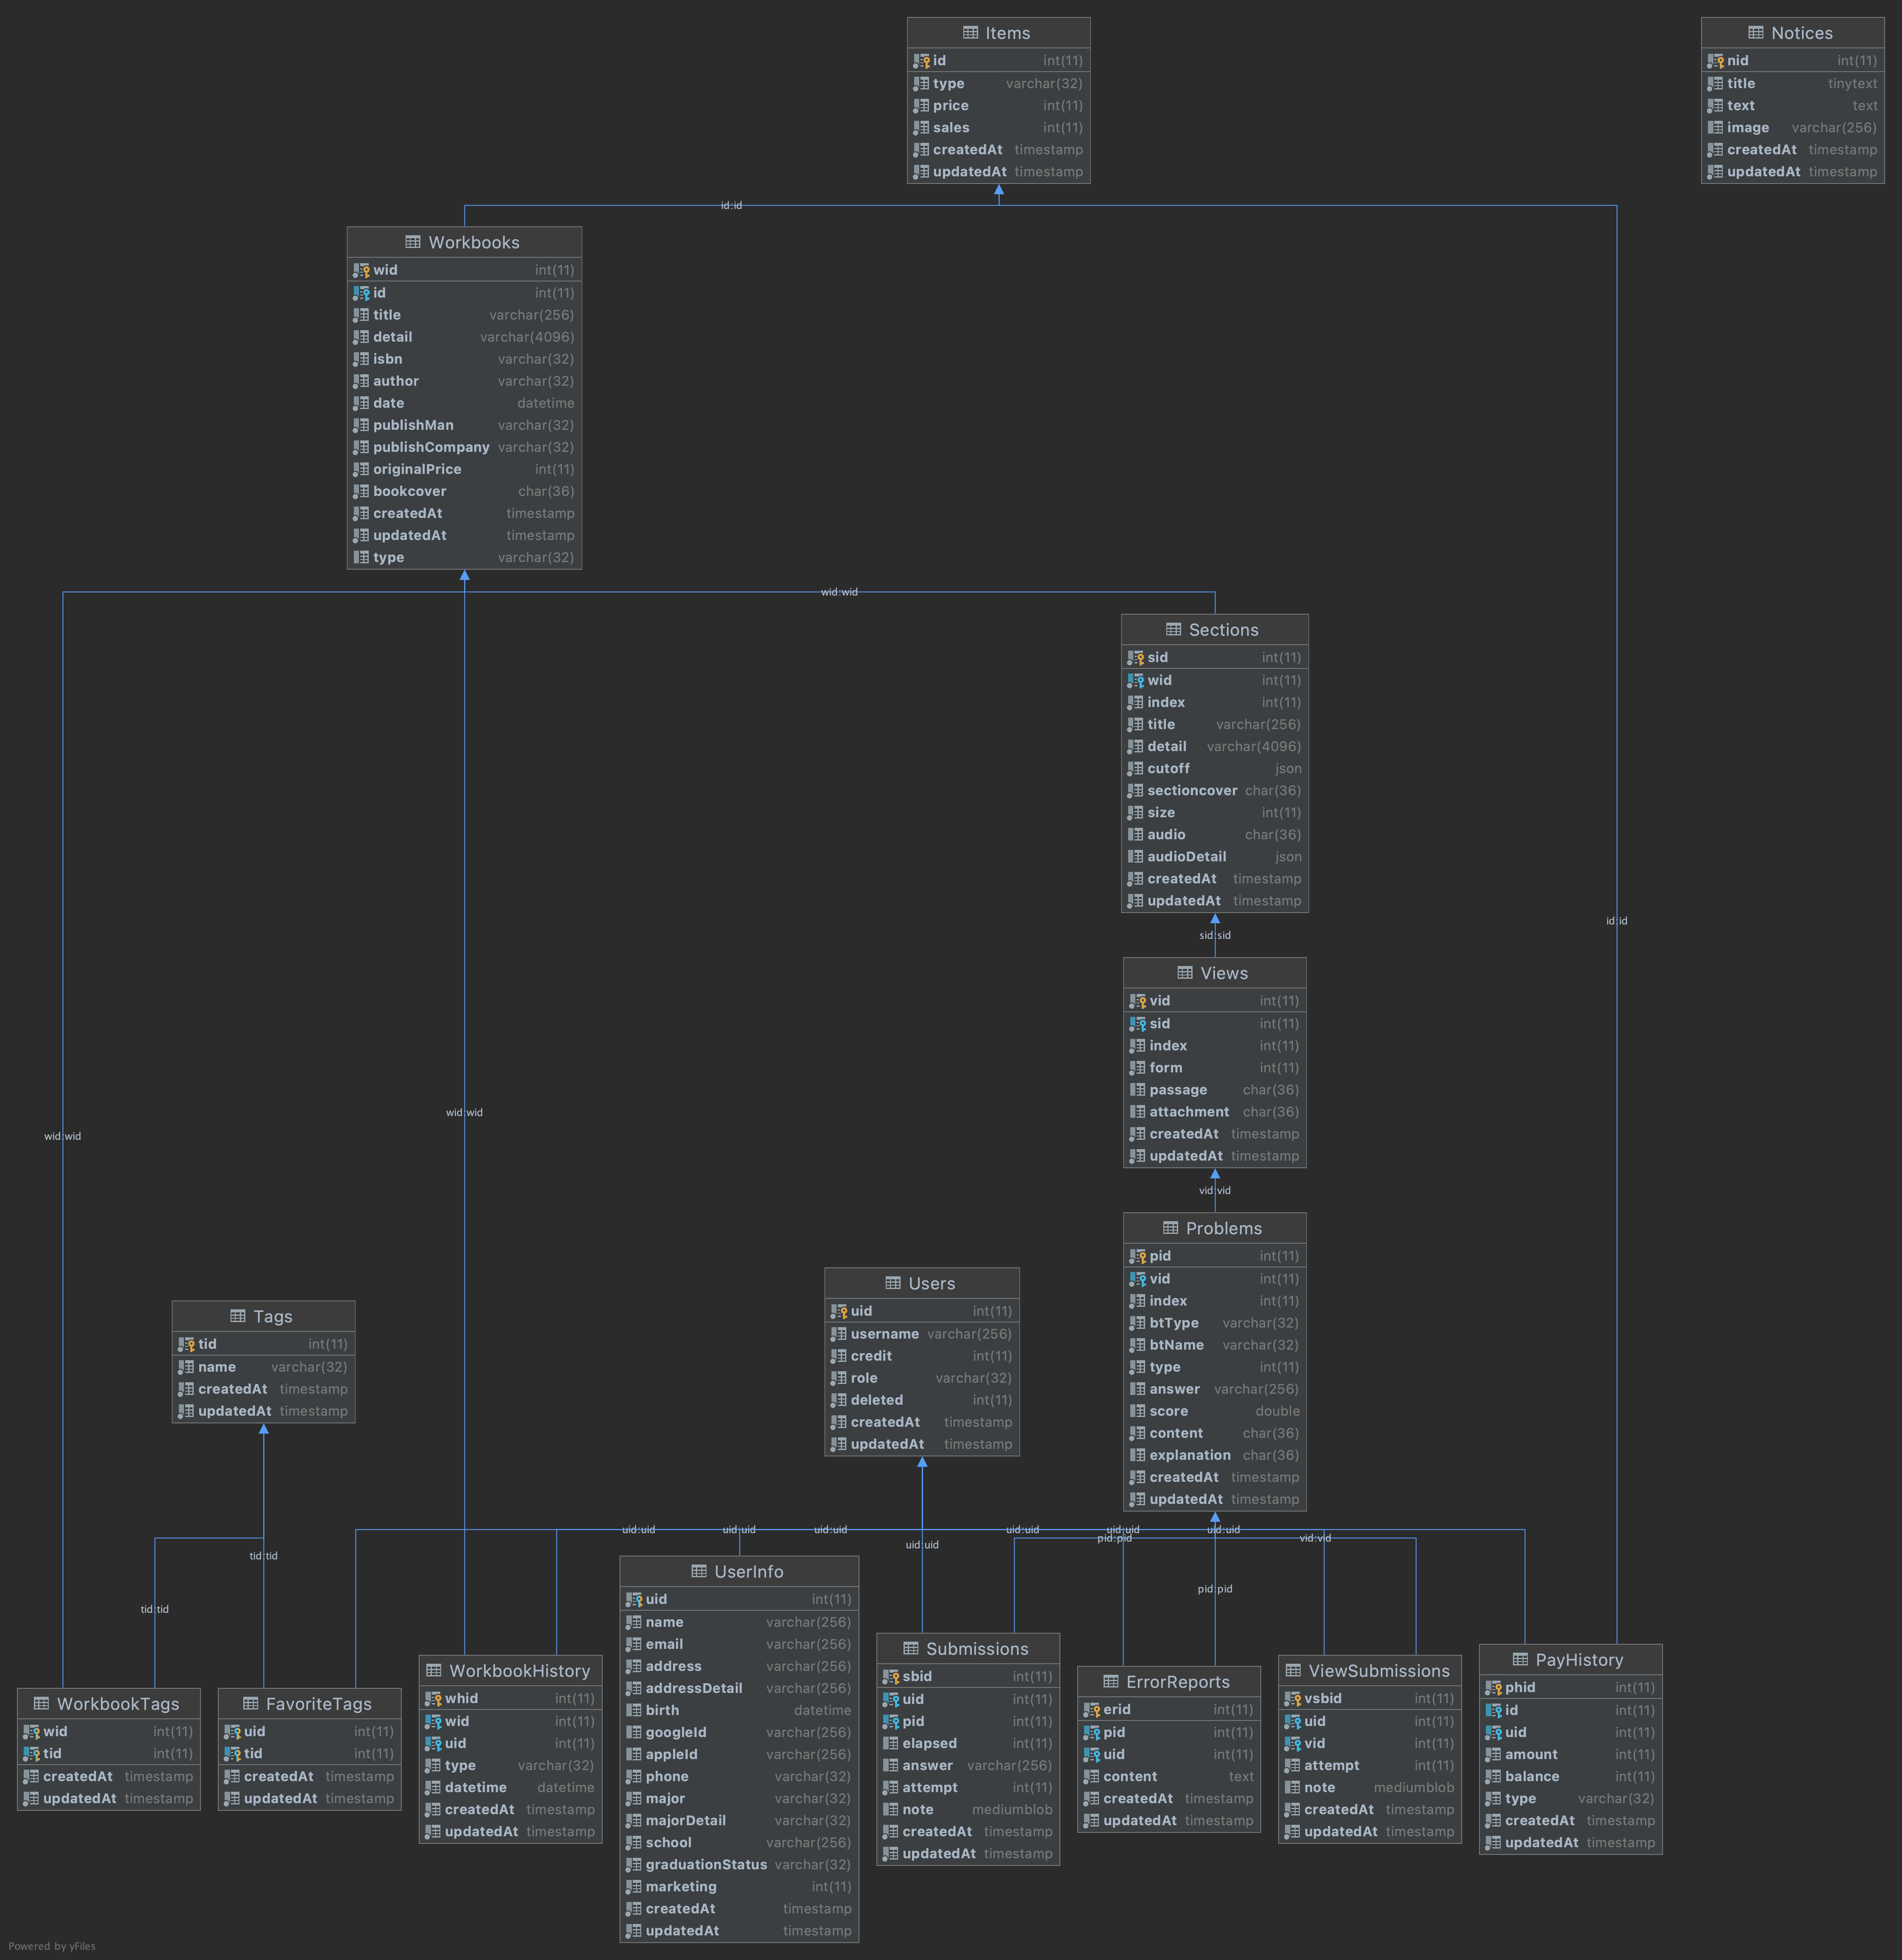 Items
id int(11)
type varchar(32)
price int(11)
sales int(11)
createdAt timestamp
updatedAt timestamp
Notices
nid int(11)
title tinytext
text text
image varchar(256)
createdAt timestamp
updatedAt timestamp
id:id
Workbooks
wid int(11)
id int(11)
title varchar(256)
detail varchar(4096)
isbn varchar(32)
author varchar(32)
date datetime
publishMan varchar(32)
publishCompany varchar(32)
originalPrice int(11)
bookcover char(36)
createdAt timestamp
updatedAt timestamp
type varchar(32)
wid:wid
Sections
sid int(11)
wid int(11)
index int(11)
title varchar(256)
detail varchar(4096)
cutoff json
sectioncover char(36)
size int(11)
audio char(36)
audioDetail json
createdAt timestamp
updatedAt timestamp
id:id
sid:sid
Views
vid int(11)
sid int(11)
index int(11)
form int(11)
passage char(36)
attachment char(36)
createdAt timestamp
updatedAt timestamp
wid:wid
wid:wid
vid:vid
Problems
pid int(11)
vid int(11)
index int(11)
btType varchar(32)
btName varchar(32)
type int(11)
answer varchar(256)
score double
content char(36)
explanation char(36)
createdAt timestamp
updatedAt timestamp
Users
uid int(11)
username varchar(256)
credit int(11)
role varchar(32)
deleted int(11)
createdAt timestamp
updatedAt timestamp
Tags
tid int(11)
name varchar(32)
createdAt timestamp
updatedAt timestamp
uid:uid uid:uid uid:uid uid:uid uid:uid uid:uid
pid:pid vid:vid
uid:uid
tid:tid
pid:pid
tid:tid
WorkbookTags
wid int(11)
tid int(11)
createdAt timestamp
updatedAt timestamp
FavoriteTags
uid int(11)
tid int(11)
createdAt timestamp
updatedAt timestamp
WorkbookHistory
whid int(11)
wid int(11)
uid int(11)
type varchar(32)
datetime datetime
createdAt timestamp
updatedAt timestamp
UserInfo
uid int(11)
name varchar(256)
email varchar(256)
address varchar(256)
addressDetail varchar(256)
birth datetime
googleId varchar(256)
appleId varchar(256)
phone varchar(32)
major varchar(32)
majorDetail varchar(32)
school varchar(256)
graduationStatus varchar(32)
marketing int(11)
createdAt timestamp
updatedAt timestamp
Submissions
sbid int(11)
uid int(11)
pid int(11)
elapsed int(11)
answer varchar(256)
attempt int(11)
note mediumblob
createdAt timestamp
updatedAt timestamp
ErrorReports
erid int(11)
pid int(11)
uid int(11)
content text
createdAt timestamp
updatedAt timestamp
ViewSubmissions
vsbid int(11)
uid int(11)
vid int(11)
attempt int(11)
note mediumblob
createdAt timestamp
updatedAt timestamp
PayHistory
phid int(11)
id int(11)
uid int(11)
amount int(11)
balance int(11)
type varchar(32)
createdAt timestamp
updatedAt timestamp
Powered by yFiles